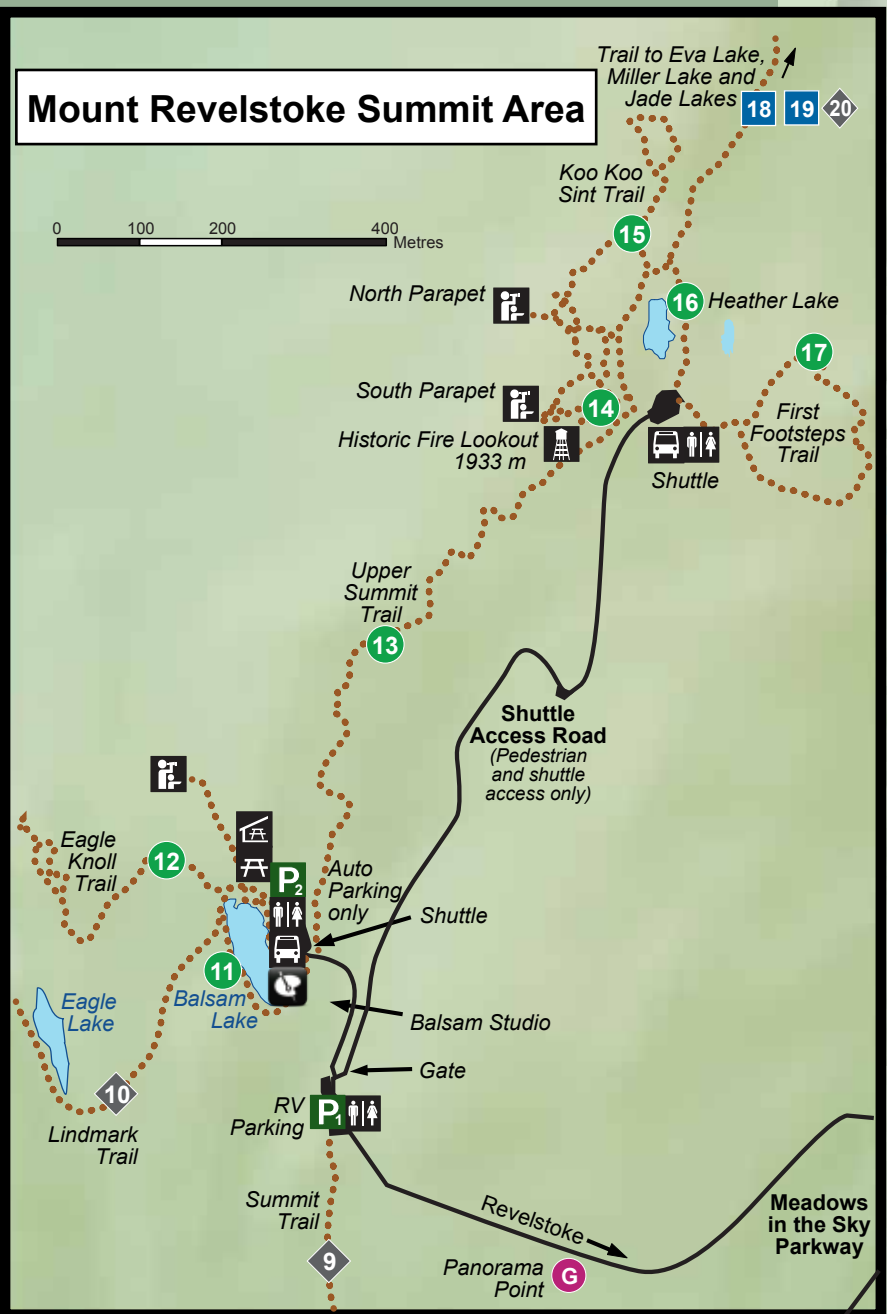 Mount Revelstoke Summit Area
Trail to Eva Lake,
Miller Lake and
Jade Lakes
18 19 20
Koo Koo
Sint Trail
15
0 100 200 400
Metres
North Parapet
16
Heather Lake
17
South Parapet
14
First
Footsteps
Trail
Historic Fire Lookout
1933 m
Shuttle
Upper
Summit
Trail
13
Shuttle
Access Road
(Pedestrian
and shuttle
access only)
Eagle
Knoll
Trail
12
P2
Auto
Parking
only
Shuttle
11
Balsam
Lake
Eagle
Lake
Balsam Studio
Gate
10
Lindmark
Trail
RV
Parking
P1
Summit
Trail
9
Revelstoke
Panorama
Point
G
Meadows
in the Sky
Parkway